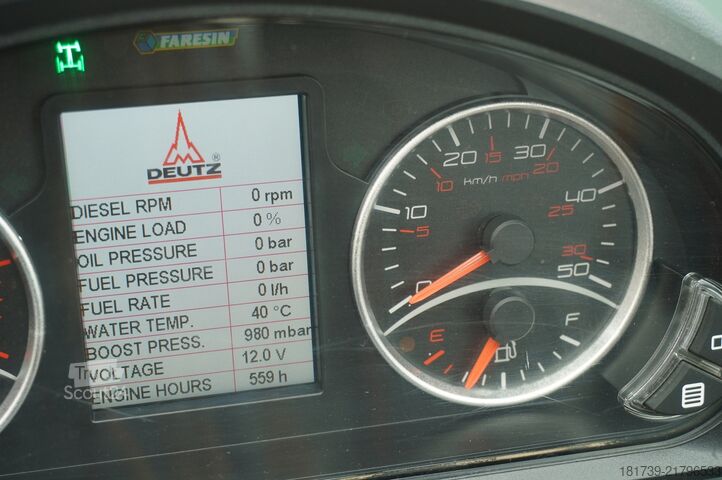 FARESIN
DEUTZ ®
DIESEL RPM 0 rpm
ENGINE LOAD 0 %
OIL PRESSURE 0 bar
FUEL PRESSURE 0 bar
FUEL RATE 0 l/h
WATER TEMP. 40 °C
BOOST PRESS. 980 mbar
VOLTAGE 12.0 V
ENGINE HOURS 559 h
0 10 20 30 40 50
5 10 15 20 25 30
km/h mph
E F
181739-21796593